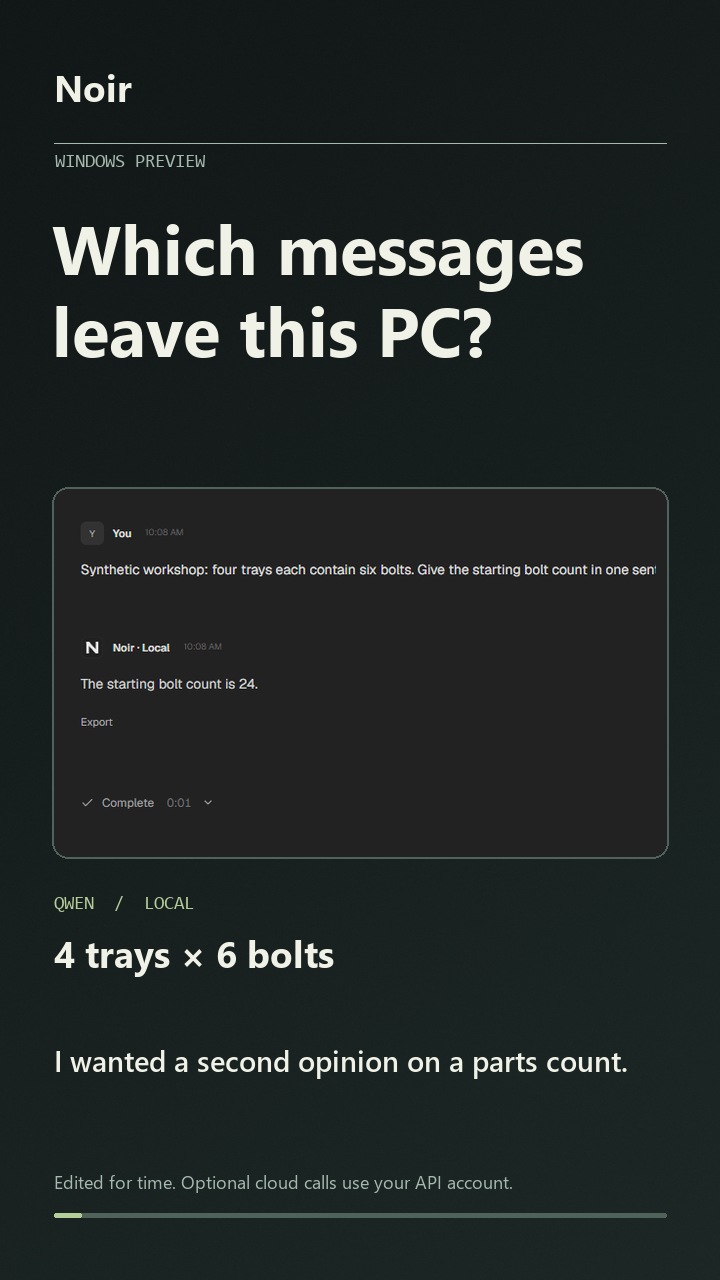 Noir
WINDOWS PREVIEW
Which messages
leave this PC?
Y You 10:08 AM
Synthetic workshop: four trays each contain six bolts. Give the starting bolt count in one sent
N Noir · Local 10:08 AM
The starting bolt count is 24.
Export
Complete 0:01
QWEN / LOCAL
4 trays × 6 bolts
I wanted a second opinion on a parts count.
Edited for time. Optional cloud calls use your API account.